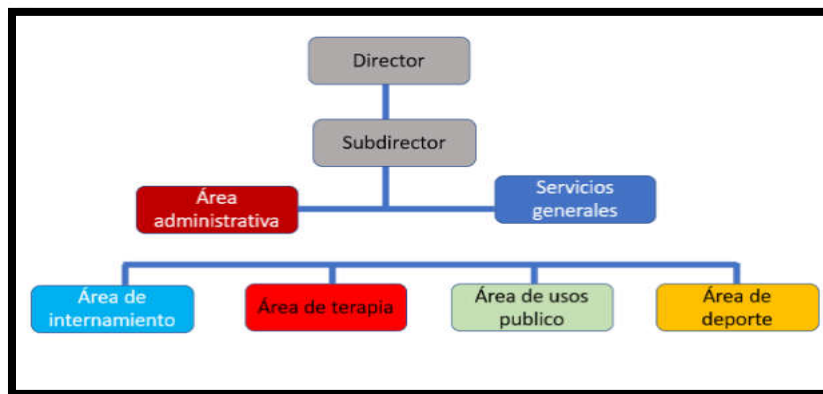 Director
Subdirector
Área
administrativa
Servicios
generales
Área de
internamiento
Área de terapia
Área de usos
publico
Área de
deporte